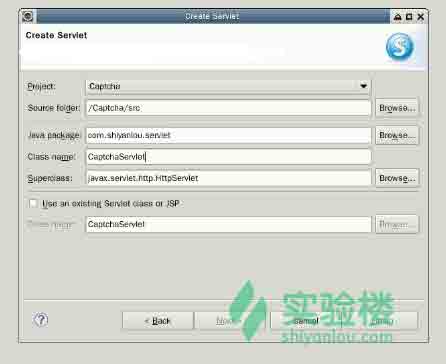 Create Servlet
Create Servlet
Project: Captcha
Source folder: /Captcha/src Browse...
Java package: com.shiyanlou.servlet Browse...
Class name: CaptchaServlet
Superclass: javax.servlet.http.HttpServlet Browse...
Use an existing Servlet class or JSP
Class name: CaptchaServlet Browse...
< Back Next > Cancel Finish
实验楼
shiyanlou.com